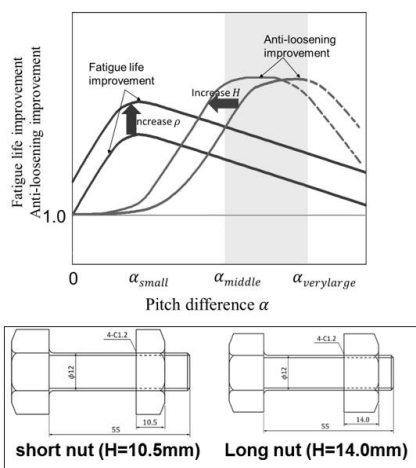 Fatigue life improvement
Anti-loosening improvement
Fatigue life
improvement
Anti-loosening
improvement
Increase H
Increase ρ
1.0
0
α_small
α_middle
α_verylarge
Pitch difference α
4-C1.2
ϕ12
10.5
55
short nut (H=10.5mm)
4-C1.2
ϕ12
14.0
55
Long nut (H=14.0mm)